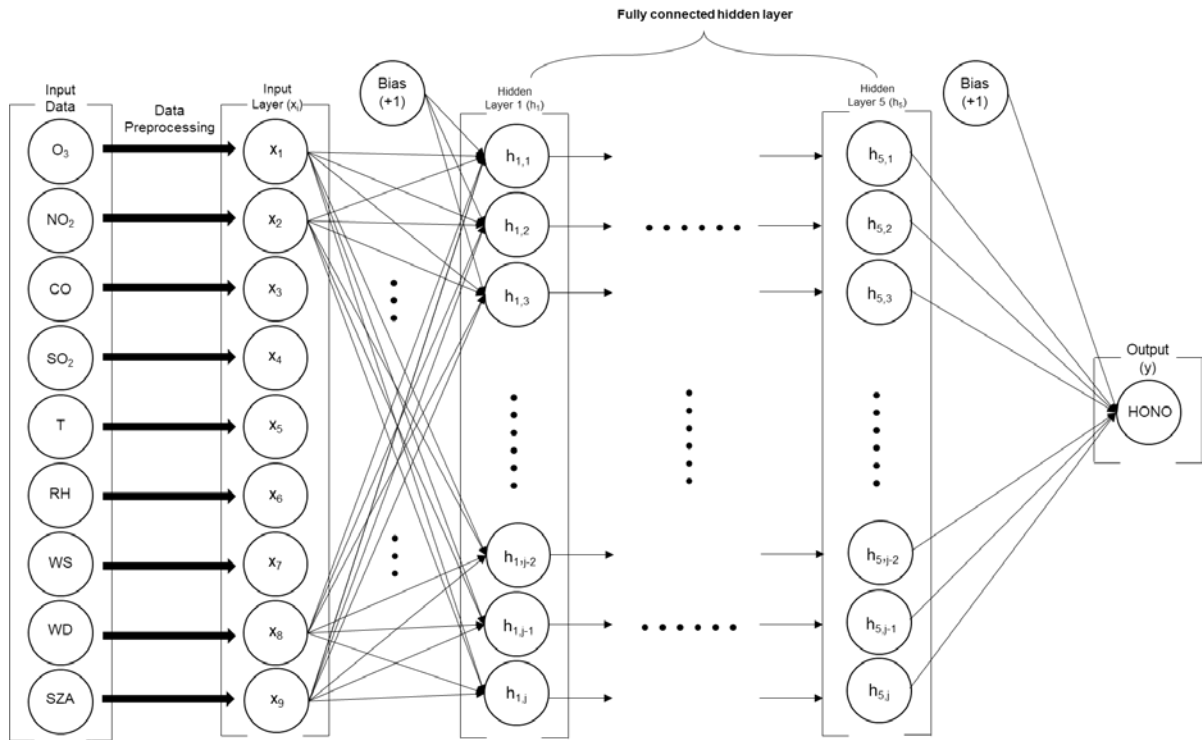 Fully connected hidden layer
Input
Data
Data
Preprocessing
Input
Layer (xᵢ)
Bias
(+1)
Hidden
Layer 1 (h₁)
Hidden
Layer 5 (h₅)
Bias
(+1)
O₃
x₁
h₁,₁
h₅,₁
NO₂
x₂
h₁,₂
h₅,₂
CO
x₃
h₁,₃
h₅,₃
SO₂
x₄
Output
(y)
HONO
T
x₅
RH
x₆
WS
x₇
h₁,j-2
h₅,j-2
WD
x₈
h₁,j-1
h₅,j-1
SZA
x₉
h₁,j
h₅,j